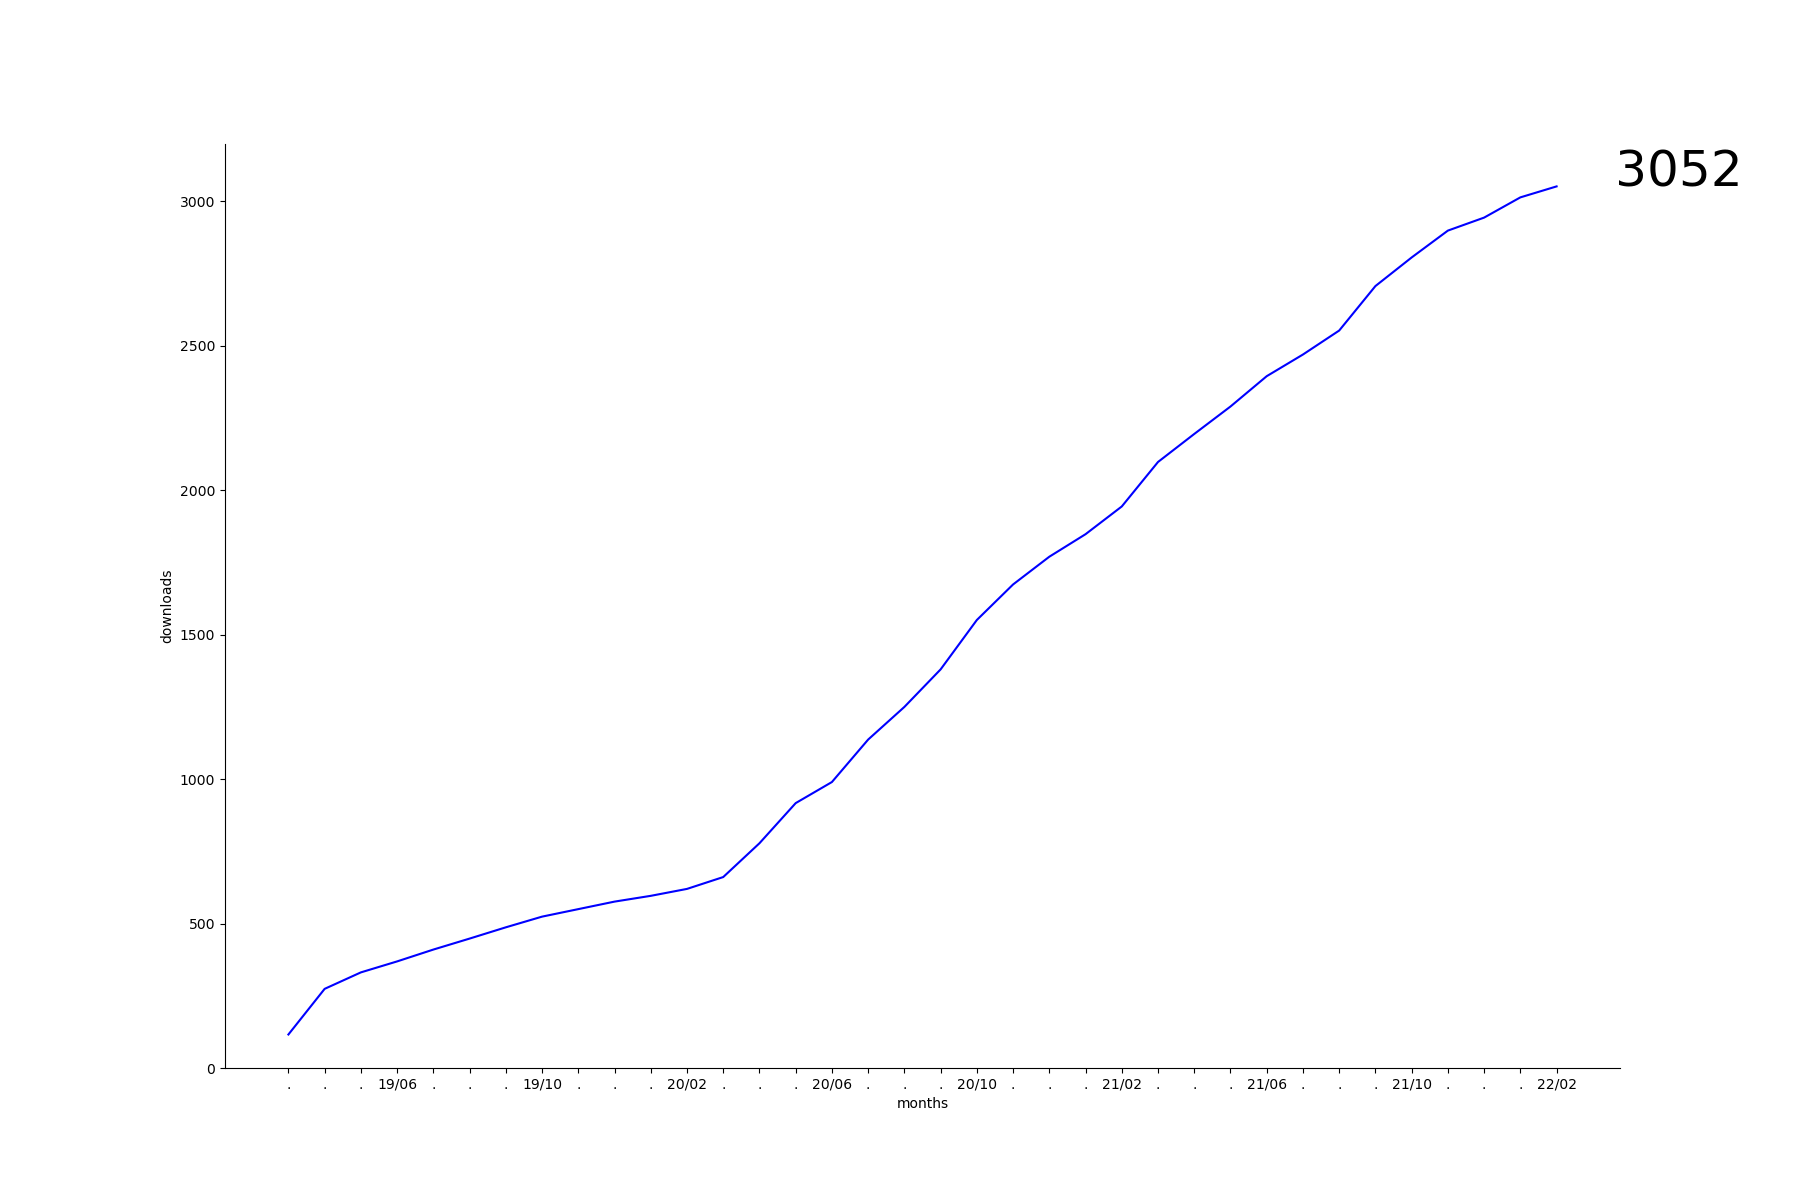 3052
3000
2500
2000
1500
1000
500
0
downloads
. . . 19/06 . . . 19/10 . . . 20/02 . . . 20/06 . . . 20/10 . . . 21/02 . . . 21/06 . . . 21/10 . . . 22/02
months